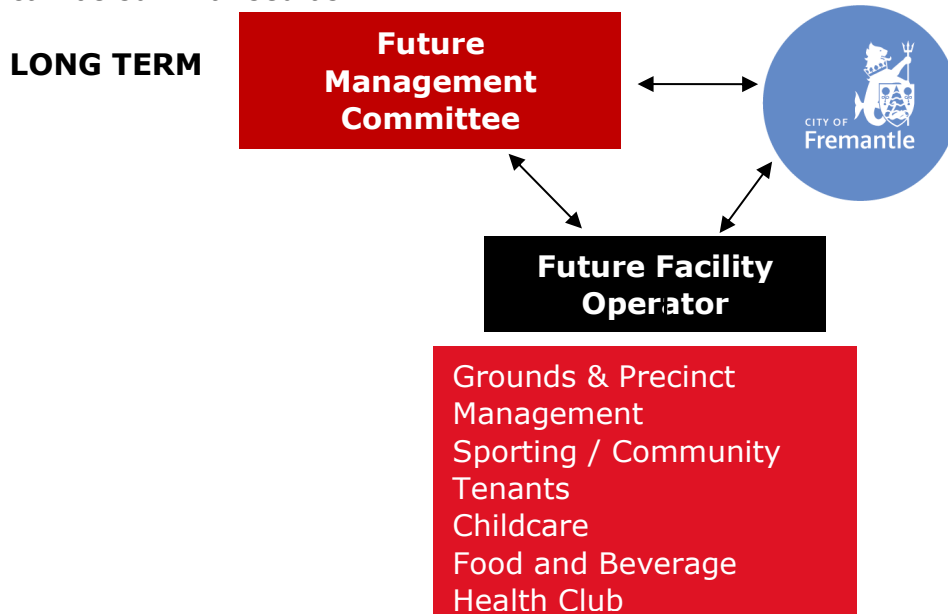 LONG TERM
Future
Management
Committee
CITY OF
Fremantle
Future Facility
Operator
Grounds & Precinct
Management
Sporting / Community
Tenants
Childcare
Food and Beverage
Health Club